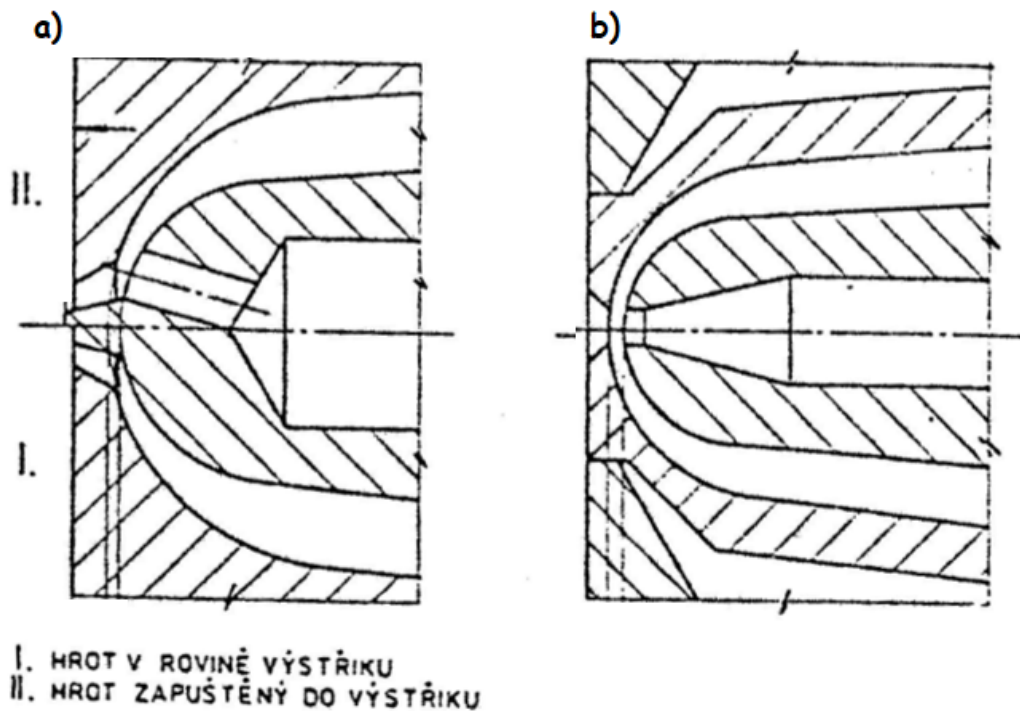 a) b)
II.
I.
I. HROT V ROVINĚ VÝSTŘIKU
II. HROT ZAPUŠTĚNÝ DO VÝSTŘIKU